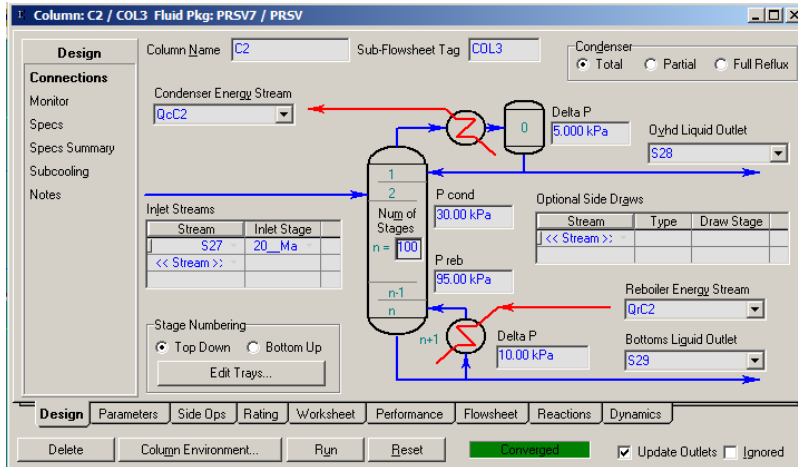 Column: C2 / COL3 Fluid Pkg: PRSV7 / PRSV
Design
Connections
Monitor
Specs
Specs Summary
Subcooling
Notes
Column Name C2 Sub-Flowsheet Tag COL3
Condenser
Total Partial Full Reflux
Condenser Energy Stream
QcC2
0
Delta P
5.000 kPa
Ovhd Liquid Outlet
S28
1
2
Num of
Stages
n = 100
n-1
n
n+1
P cond
30.00 kPa
P reb
95.00 kPa
Inlet Streams
Stream Inlet Stage
S27 20__Ma
<< Stream >>
Optional Side Draws
Stream Type Draw Stage
<< Stream >>
Stage Numbering
Top Down Bottom Up
Edit Trays...
Delta P
10.00 kPa
Reboiler Energy Stream
QrC2
Bottoms Liquid Outlet
S29
Design Parameters Side Ops Rating Worksheet Performance Flowsheet Reactions Dynamics
Delete Column Environment... Run Reset Converged Update Outlets Ignored